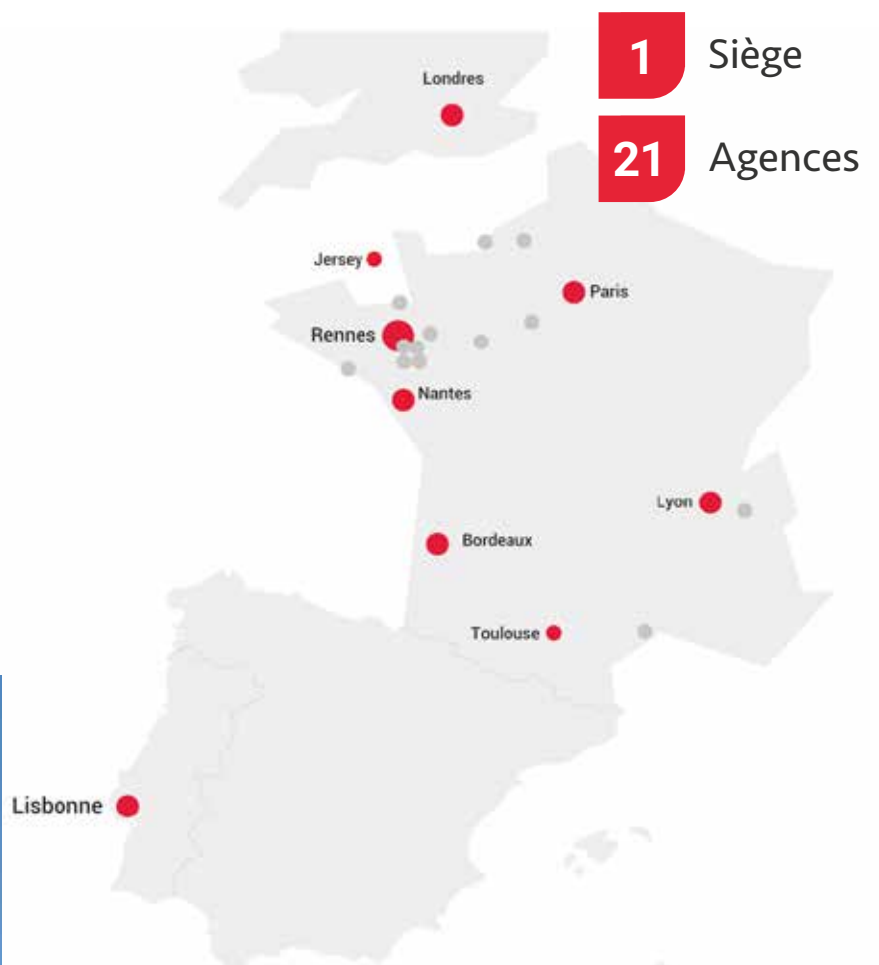 1 Siège
21 Agences
Londres
Jersey
Paris
Rennes
Nantes
Lyon
Bordeaux
Toulouse
Lisbonne